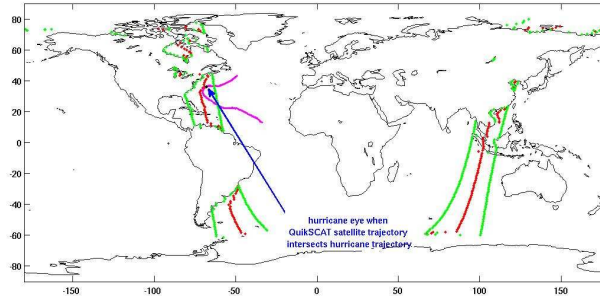 80
60
40
20
0
-20
-40
-60
-80
hurricane eye when
QuikSCAT satellite trajectory
intersects hurricane trajectory
-150 -100 -50 0 50 100 150